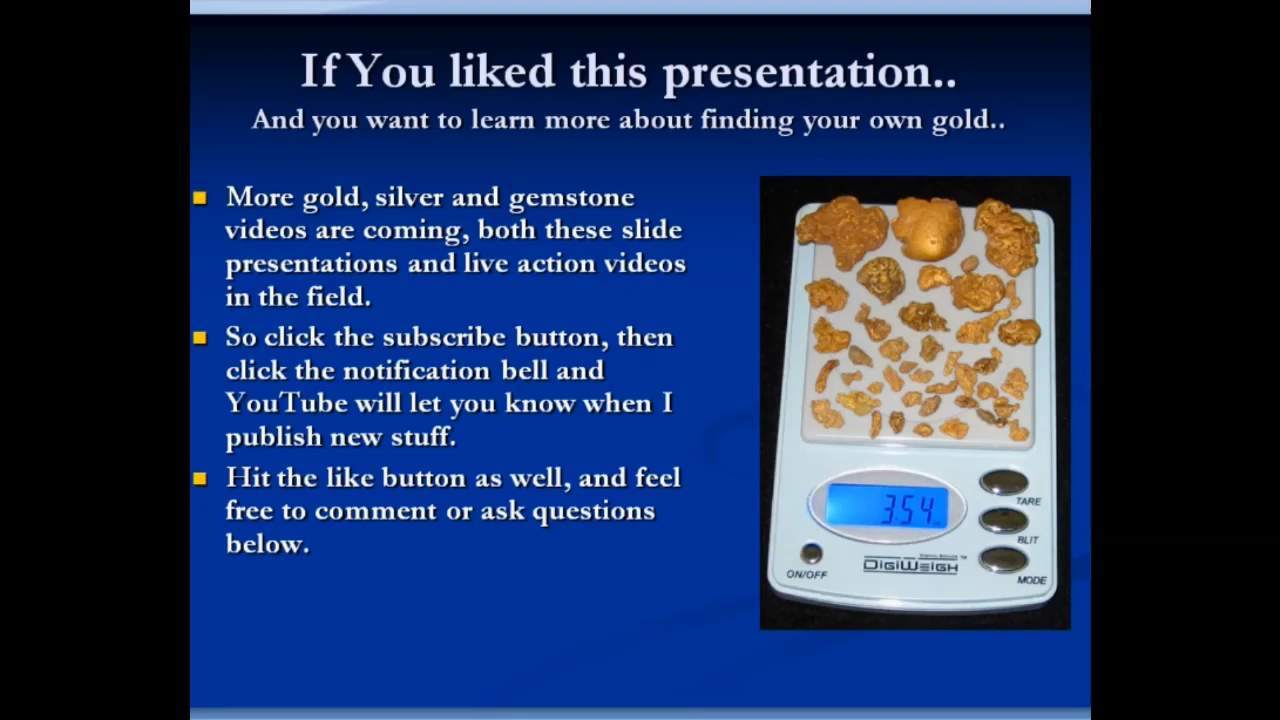 If You liked this presentation..
And you want to learn more about finding your own gold..
More gold, silver and gemstone
videos are coming, both these slide
presentations and live action videos
in the field.
So click the subscribe button, then
click the notification bell and
YouTube will let you know when I
publish new stuff.
Hit the like button as well, and feel
free to comment or ask questions
below.
3.54
TARE
BLIT
MODE
ON/OFF
DIGIWEIGH